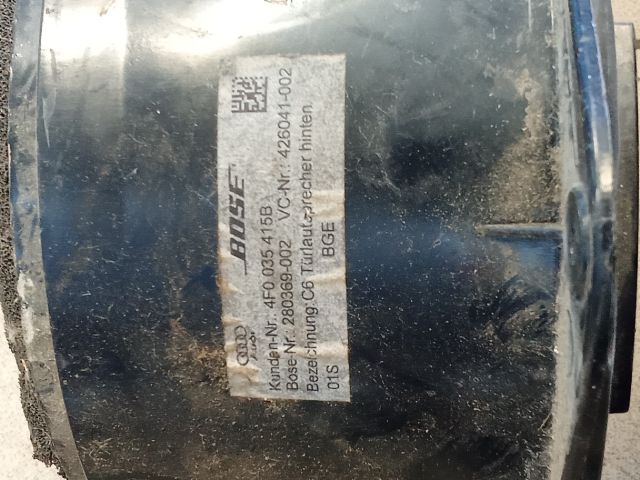 BOSE
Audi
Kunden-Nr.: 4F0 035 415B
Bose-Nr.: 280369-002 VC-Nr.: 426041-002
Bezeichnung:C6 Türlautsprecher hinten
01S BGE